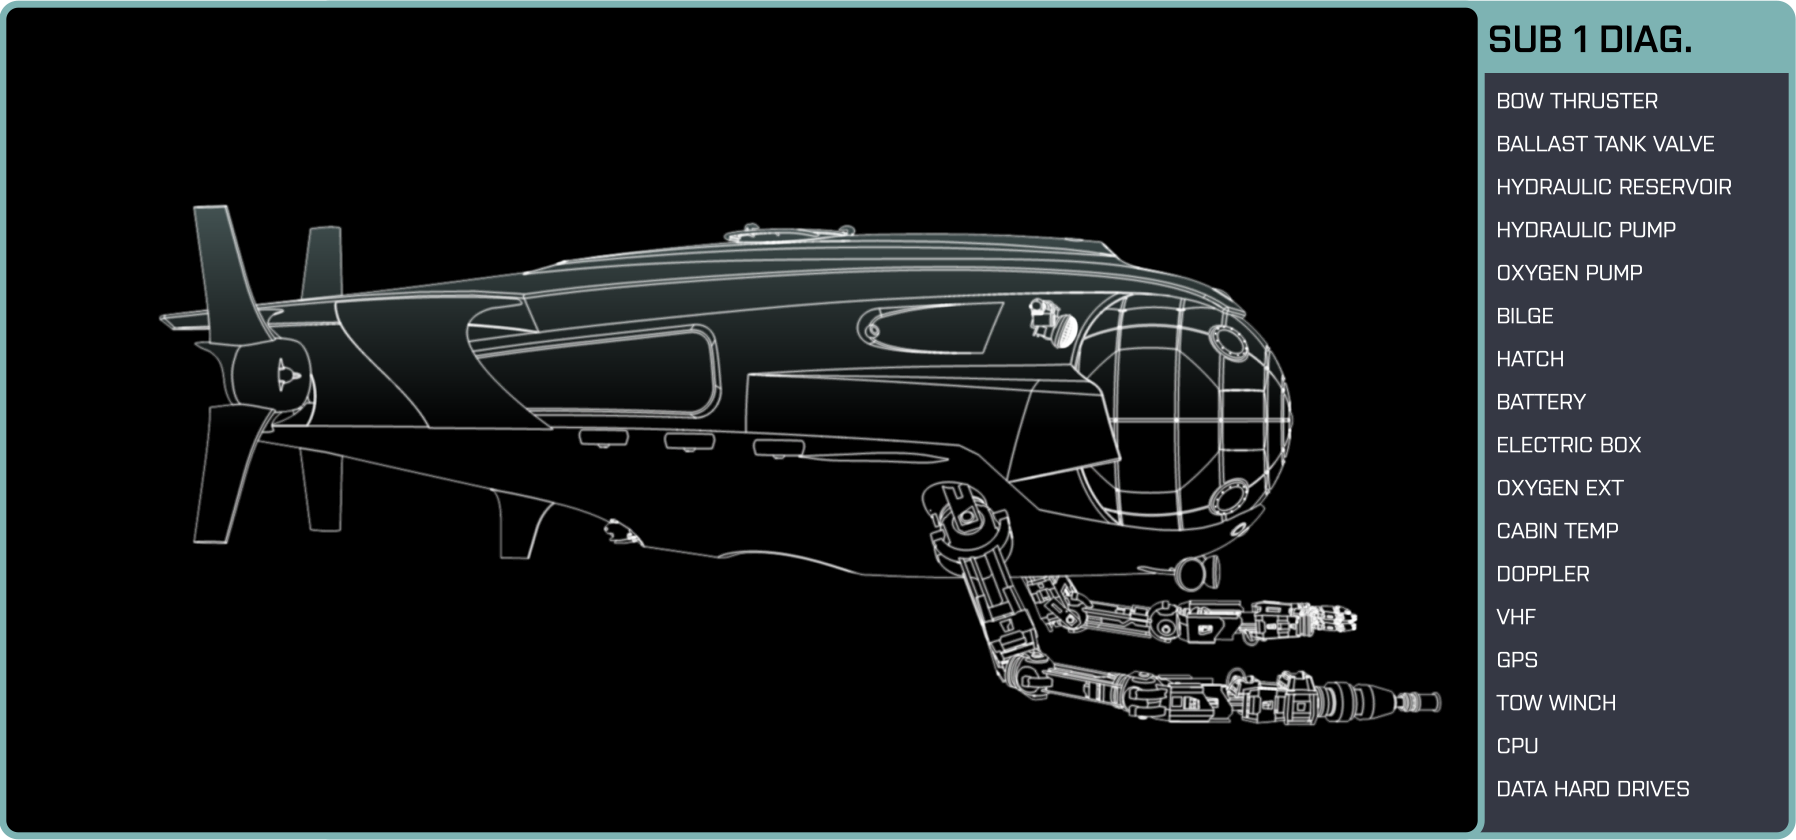 SUB 1 DIAG.
BOW THRUSTER
BALLAST TANK VALVE
HYDRAULIC RESERVOIR
HYDRAULIC PUMP
OXYGEN PUMP
BILGE
HATCH
BATTERY
ELECTRIC BOX
OXYGEN EXT
CABIN TEMP
DOPPLER
VHF
GPS
TOW WINCH
CPU
DATA HARD DRIVES